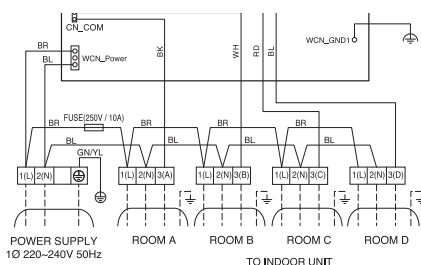 CN_COM
BR
BL
WCN_Power
BK
WH
RD
BL
WCN_GND1
FUSE(250V / 10A)
BR
BL
BR
BL
BR
BL
BR
BL
GN/YL
1(L) 2(N)
1(L) 2(N) 3(A)
1(L) 2(N) 3(B)
1(L) 2(N) 3(C)
1(L) 2(N) 3(D)
POWER SUPPLY
1Ø 220~240V 50Hz
ROOM A
ROOM B
ROOM C
ROOM D
TO INDOOR UNIT